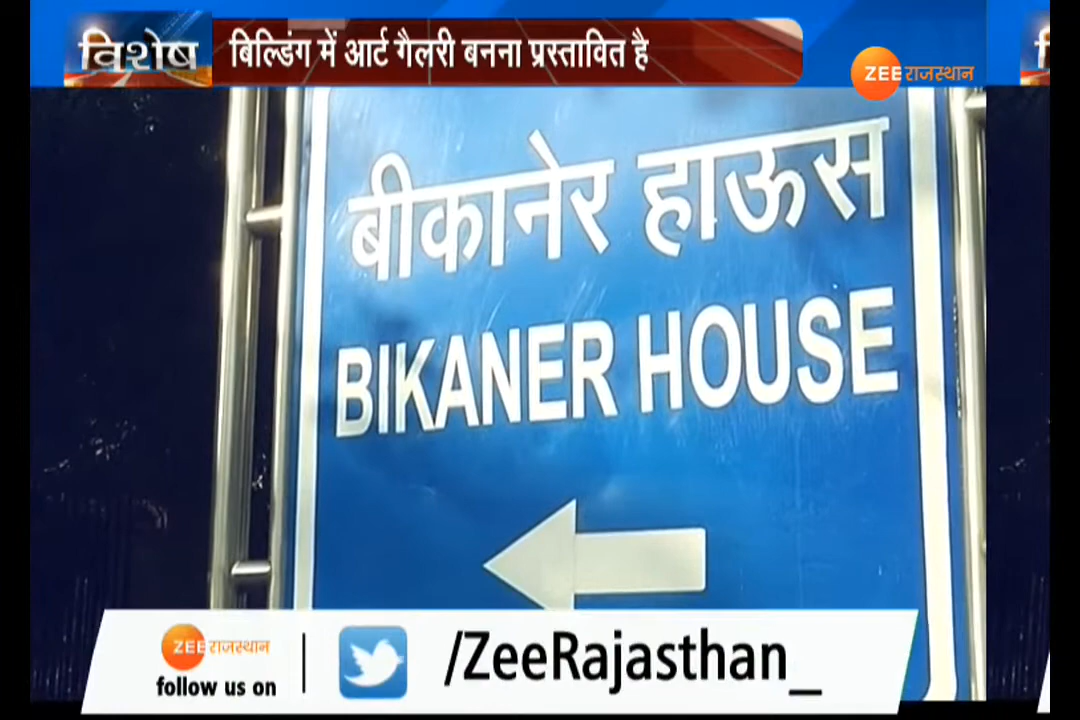 विशेष
बिल्डिंग में आर्ट गैलरी बनना प्रस्तावित है
ZEE राजस्थान
बीकानेर हाऊस
BIKANER HOUSE
ZEE राजस्थान
follow us on
/ZeeRajasthan_